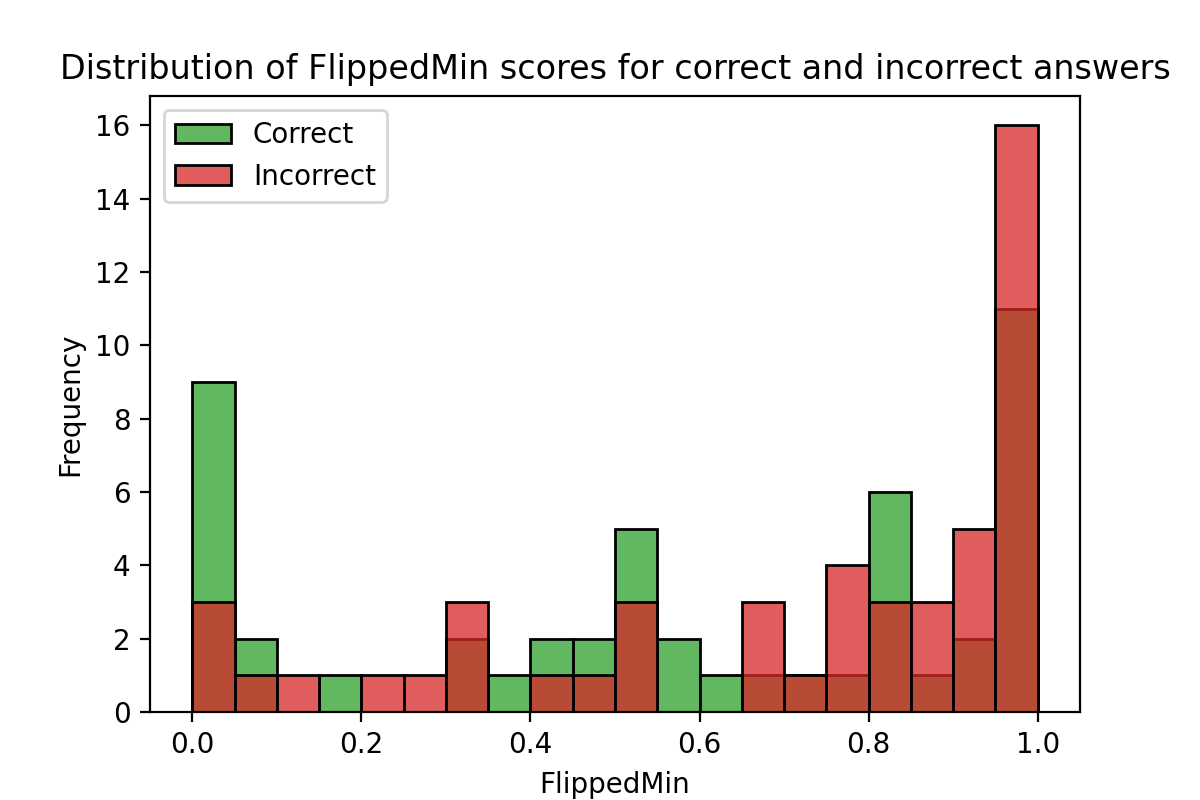 Distribution of FlippedMin scores for correct and incorrect answers
Correct
Incorrect
16
14
12
10
8
6
4
2
0
Frequency
0.0 0.2 0.4 0.6 0.8 1.0
FlippedMin